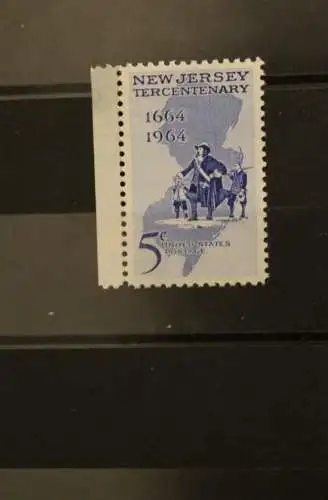 NEW JERSEY
TERCENTENARY
1664
1964
5c
UNITED STATES
POSTAGE